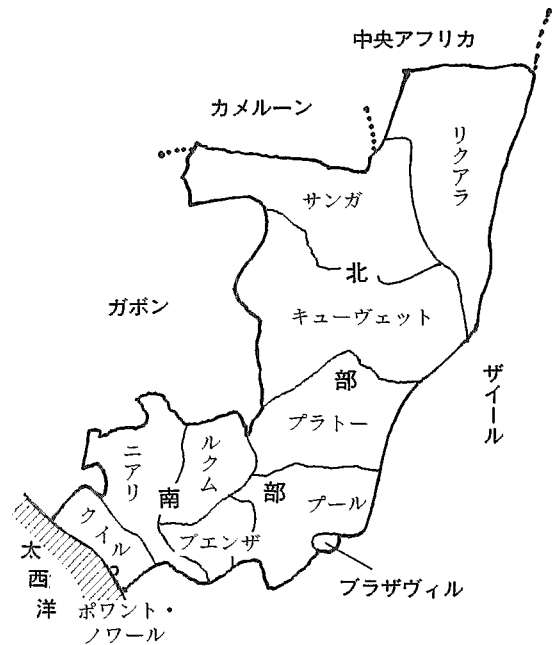 中央アフリカ
カメルーン
リクアラ
サンガ
北
ガボン
キューヴェット
ザイール
部
プラトー
ルクム
ニアリ
南
部
プール
クイル
ブエンザ
太西洋
ブラザヴィル
ポワント・
ノワール